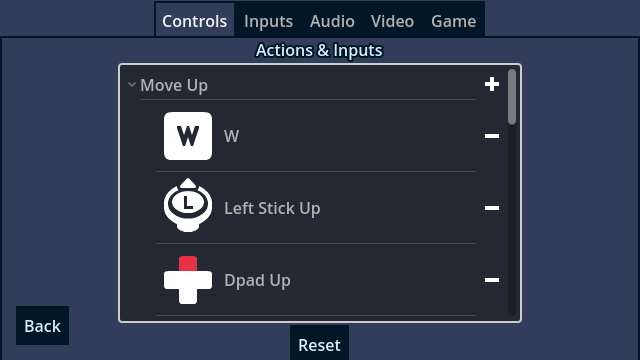 Controls Inputs Audio Video Game
Actions & Inputs
Move Up
W W
L Left Stick Up
Dpad Up
Back
Reset